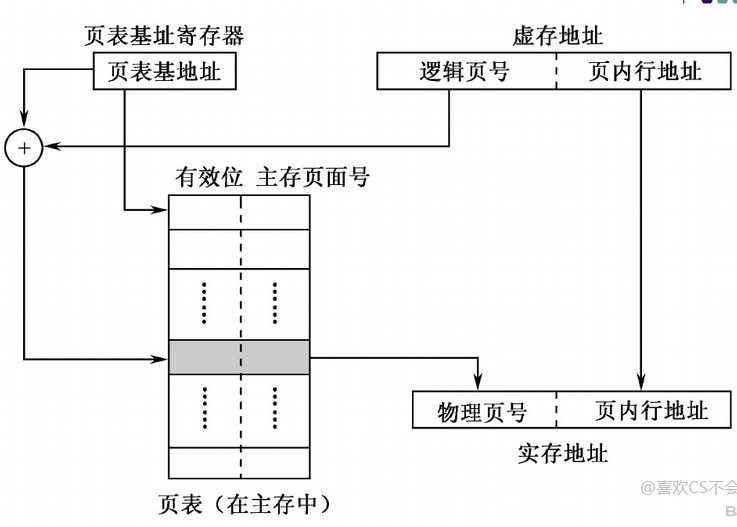 页表基址寄存器
虚存地址
页表基地址
逻辑页号
页内行地址
+
有效位 主存页面号
物理页号
页内行地址
实存地址
页表（在主存中）
@喜欢CS不会